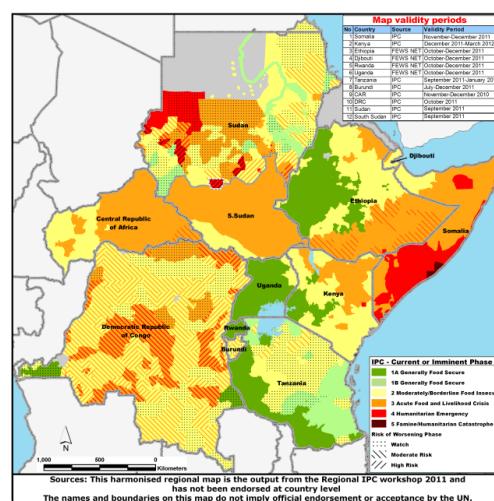 Map validity periods
No Country Source Validity Period
1 Somalia IPC November-December 2011
2 Kenya IPC December 2011-March 2012
3 Ethiopia FEWS NET October-December 2011
4 Djibouti FEWS NET October-December 2011
5 Rwanda FEWS NET October-December 2011
6 Uganda FEWS NET October-December 2011
7 Tanzania IPC September 2011-January 20
8 Burundi IPC July-December 2011
9 CAR IPC November-December 2010
10 DRC IPC October 2011
11 Sudan IPC September 2011
12 South Sudan IPC September 2011
Sudan
Djibouti
Ethiopia
Central Republic
of Africa
S.Sudan
Somalia
Uganda
Kenya
Democratic Republic
of Congo
Rwanda
Burundi
Tanzania
IPC - Current or Imminent Phase
1A Generally Food Secure
1B Generally Food Secure
2 Moderately/Borderline Food Insecu
3 Acute Food and Livelihood Crisis
4 Humanitarian Emergency
5 Famine/Humanitarian Catastrophe
Risk of Worsening Phase
Watch
Moderate Risk
High Risk
N
1,000 500 0
Kilometers
Sources: This harmonised regional map is the output from the Regional IPC workshop 2011 and
has not been endorsed at country level
The names and boundaries on this map do not imply official endorsement or acceptance by the UN.